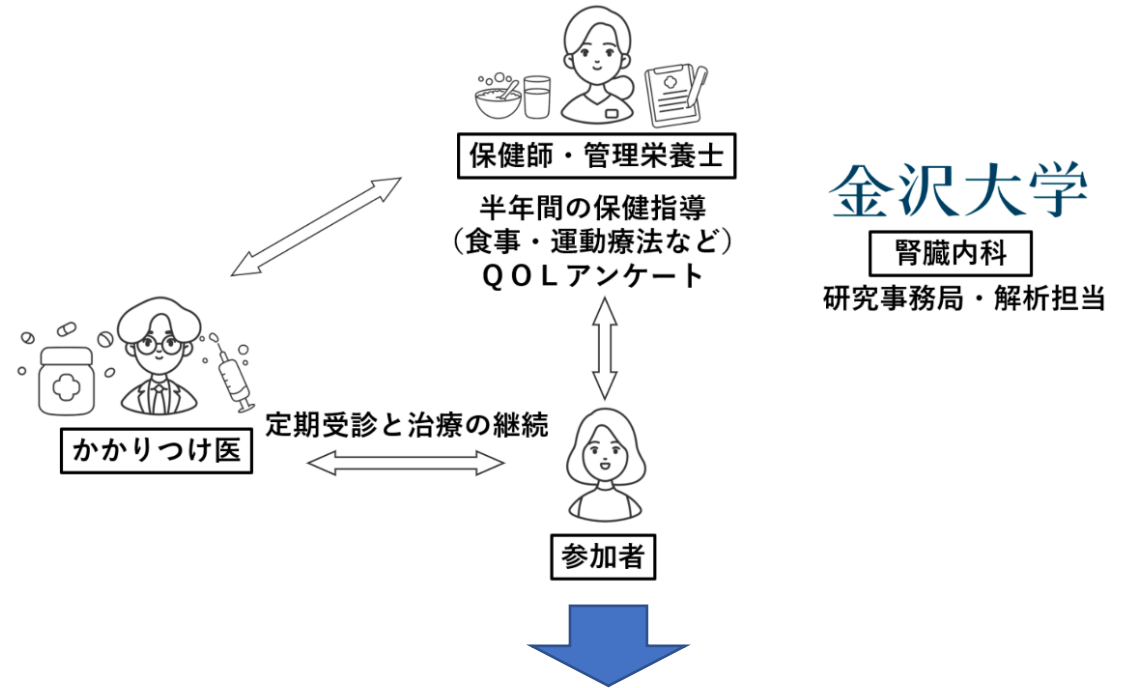 保健師・管理栄養士
半年間の保健指導
（食事・運動療法など）
ＱＯＬアンケート
金沢大学
腎臓内科
研究事務局・解析担当
定期受診と治療の継続
かかりつけ医
参加者